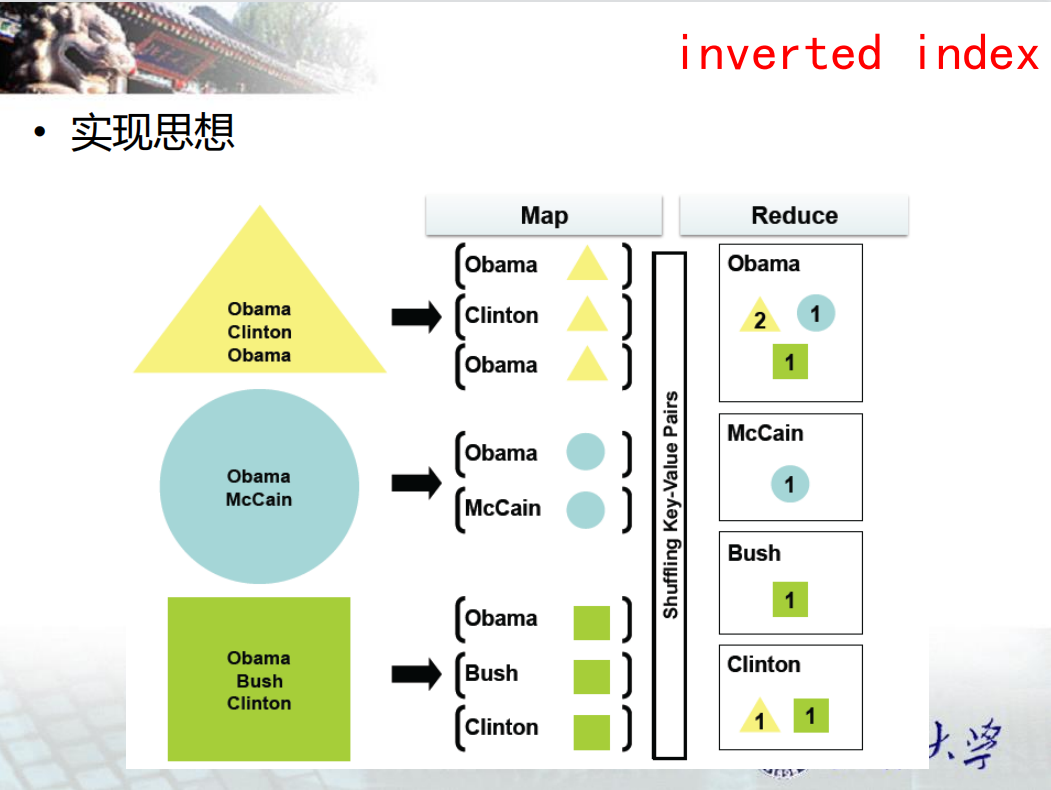 inverted index
• 实现思想
Map
Reduce
Obama
Clinton
Obama
Obama
Clinton
Obama
Obama
McCain
Obama
McCain
Obama
Bush
Clinton
Obama
Bush
Clinton
Shuffling Key-Value Pairs
Obama
2
1
1
McCain
1
Bush
1
Clinton
1
1
大学